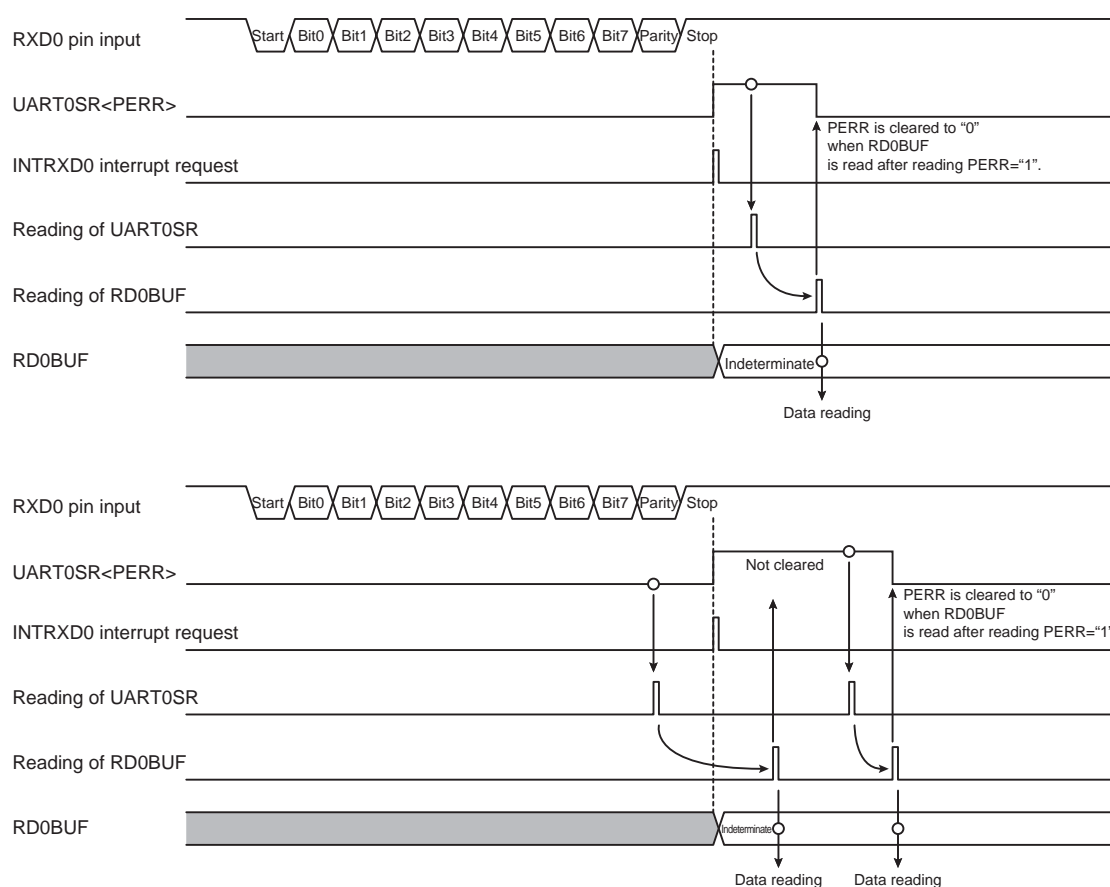 RXD0 pin input
Start Bit0 Bit1 Bit2 Bit3 Bit4 Bit5 Bit6 Bit7 Parity Stop
UART0SR<PERR>
PERR is cleared to “0”
when RD0BUF
is read after reading PERR=“1”.
INTRXD0 interrupt request
Reading of UART0SR
Reading of RD0BUF
RD0BUF
Indeterminate
Data reading
RXD0 pin input
Start Bit0 Bit1 Bit2 Bit3 Bit4 Bit5 Bit6 Bit7 Parity Stop
UART0SR<PERR>
Not cleared
PERR is cleared to “0”
when RD0BUF
is read after reading PERR=“1”
INTRXD0 interrupt request
Reading of UART0SR
Reading of RD0BUF
RD0BUF
Indeterminate
Data reading Data reading